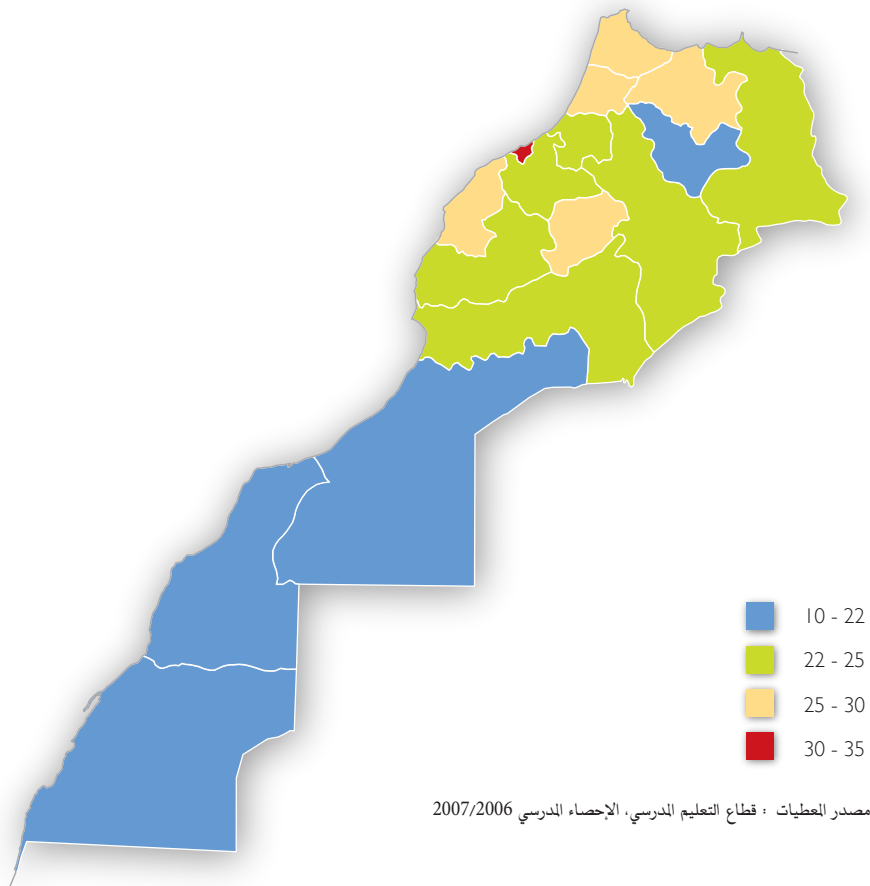 10 - 22
22 - 25
25 - 30
30 - 35
مصدر المعطيات : قطاع التعليم المدرسي، الإحصاء المدرسي 2007/2006